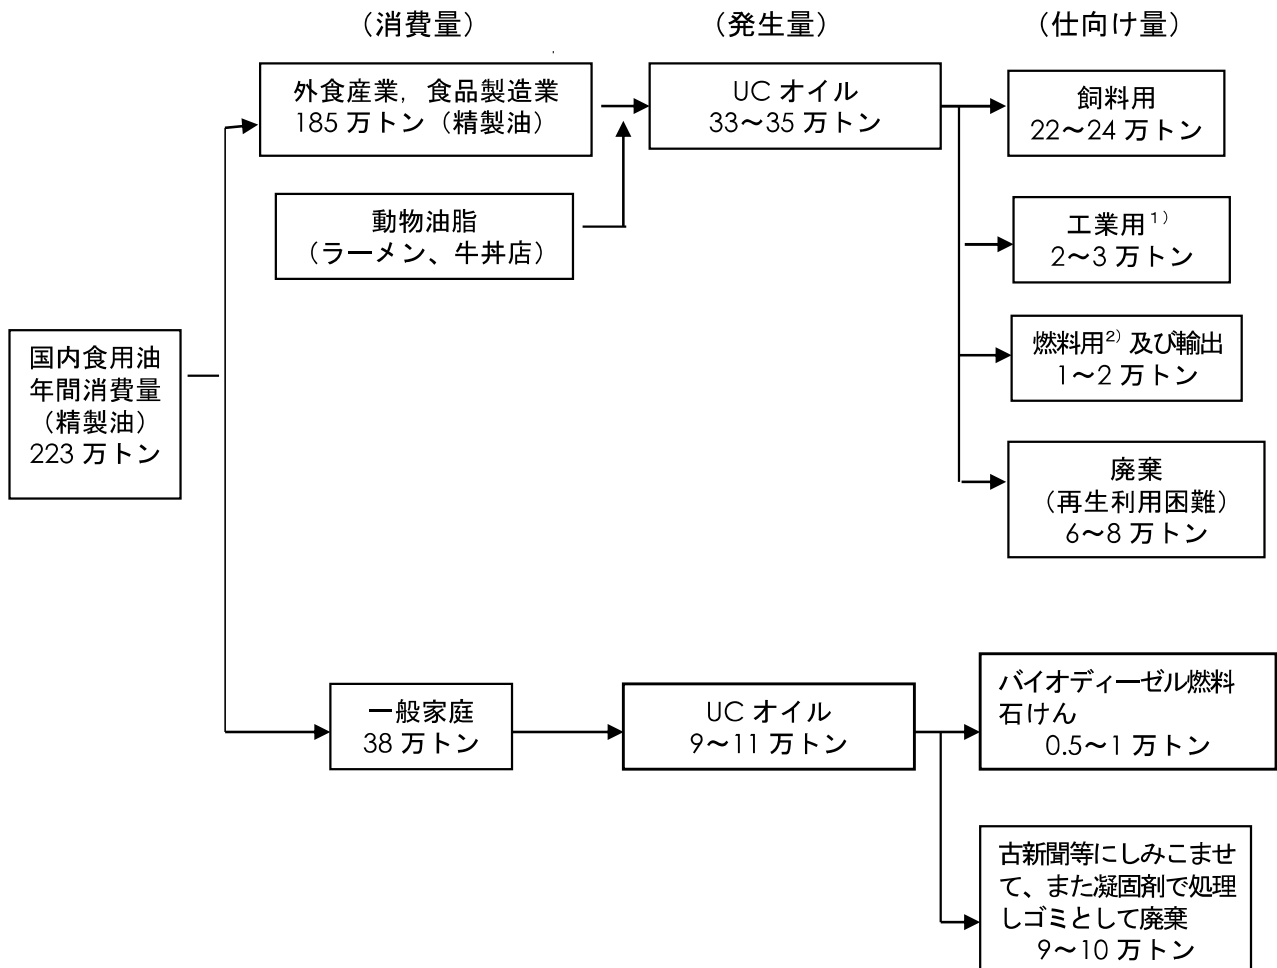 （消費量）
（発生量）
（仕向け量）
外食産業，食品製造業
185 万トン（精製油）
UC オイル
33～35 万トン
飼料用
22～24 万トン
動物油脂
（ラーメン、牛丼店）
工業用1）
2～3 万トン
国内食用油
年間消費量
（精製油）
223 万トン
燃料用2）及び輸出
1～2 万トン
廃棄
（再生利用困難）
6～8 万トン
一般家庭
38 万トン
UC オイル
9～11 万トン
バイオディーゼル燃料
石けん
0.5～1 万トン
古新聞等にしみこませ
て、また凝固剤で処理
しゴミとして廃棄
9～10 万トン